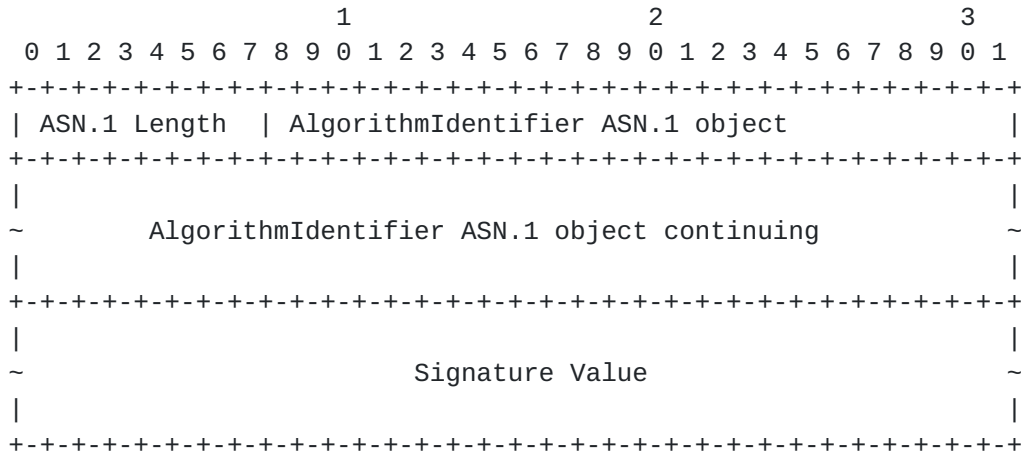 1                   2                   3
 0 1 2 3 4 5 6 7 8 9 0 1 2 3 4 5 6 7 8 9 0 1 2 3 4 5 6 7 8 9 0 1
+-+-+-+-+-+-+-+-+-+-+-+-+-+-+-+-+-+-+-+-+-+-+-+-+-+-+-+-+-+-+-+-+
| ASN.1 Length  | AlgorithmIdentifier ASN.1 object              |
+-+-+-+-+-+-+-+-+-+-+-+-+-+-+-+-+-+-+-+-+-+-+-+-+-+-+-+-+-+-+-+-+
|                                                               |
~        AlgorithmIdentifier ASN.1 object continuing            ~
|                                                               |
+-+-+-+-+-+-+-+-+-+-+-+-+-+-+-+-+-+-+-+-+-+-+-+-+-+-+-+-+-+-+-+-+
|                                                               |
~                         Signature Value                       ~
|                                                               |
+-+-+-+-+-+-+-+-+-+-+-+-+-+-+-+-+-+-+-+-+-+-+-+-+-+-+-+-+-+-+-+-+